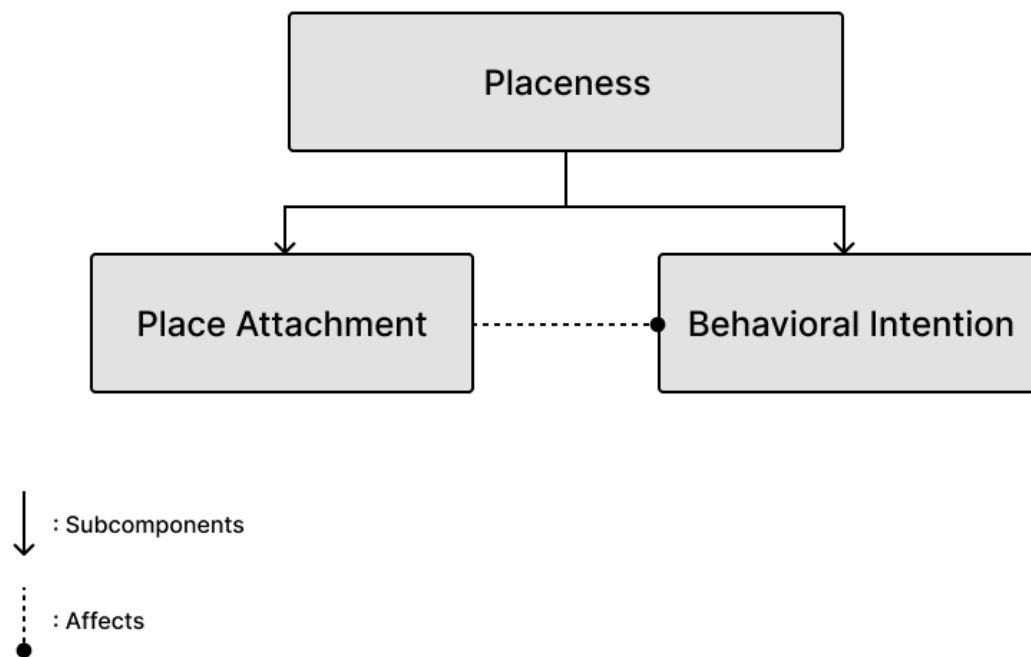 Placeness
Place Attachment
Behavioral Intention
: Subcomponents
: Affects